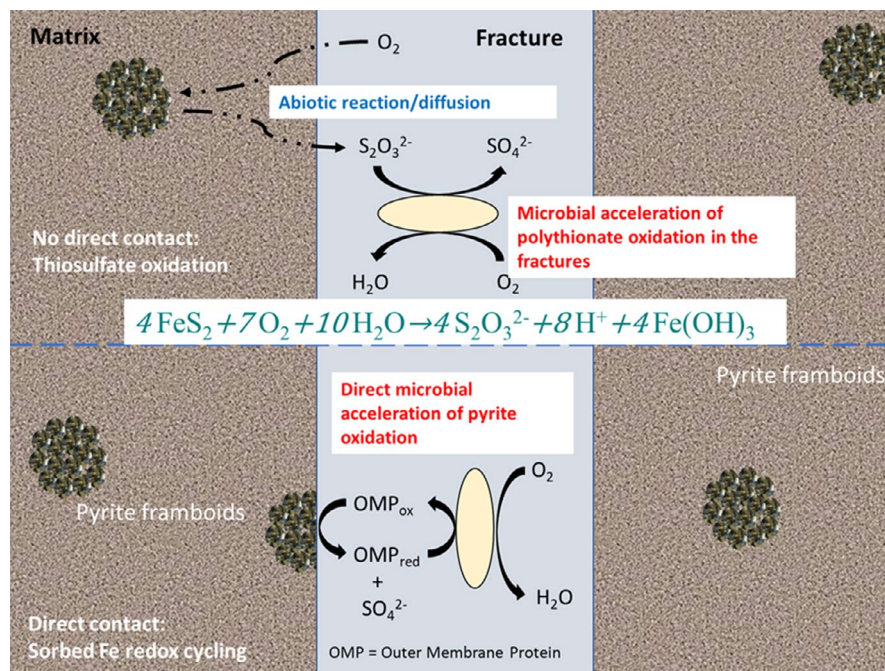 Matrix
O₂
Fracture
Abiotic reaction/diffusion
S₂O₃²⁻
SO₄²⁻
No direct contact:
Thiosulfate oxidation
Microbial acceleration of
polythionate oxidation in the
fractures
H₂O
O₂
4FeS₂+7O₂+10H₂O→4S₂O₃²⁻+8H⁺+4Fe(OH)₃
Direct microbial
acceleration of pyrite
oxidation
Pyrite framboids
O₂
Pyrite framboids
OMPₒₓ
OMP_red
+
SO₄²⁻
H₂O
Direct contact:
Sorbed Fe redox cycling
OMP = Outer Membrane Protein